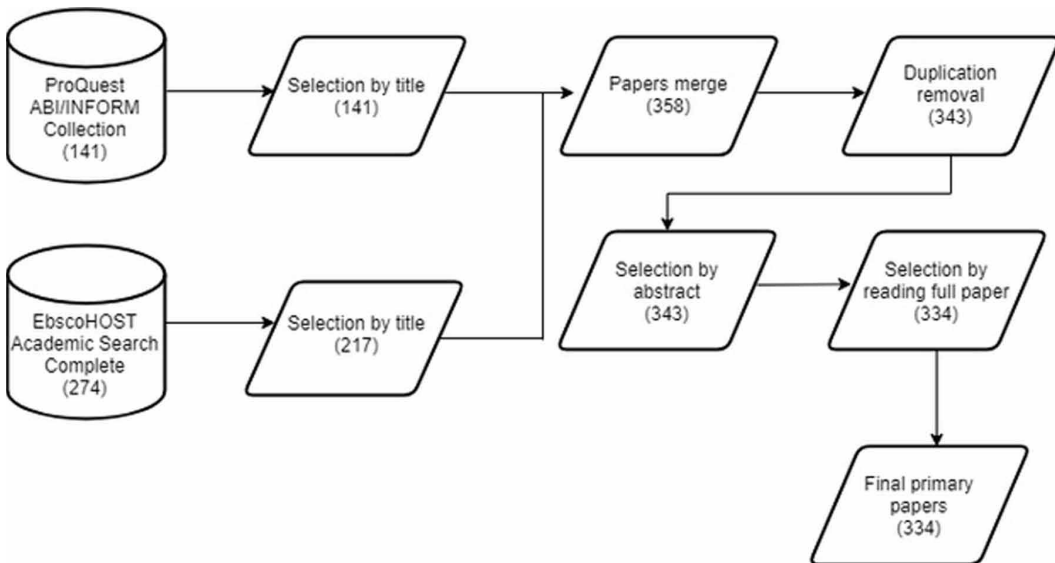 ProQuest
ABI/INFORM
Collection
(141)
Selection by title
(141)
Papers merge
(358)
Duplication
removal
(343)
EbscoHOST
Academic Search
Complete
(274)
Selection by title
(217)
Selection by
abstract
(343)
Selection by
reading full paper
(334)
Final primary
papers
(334)